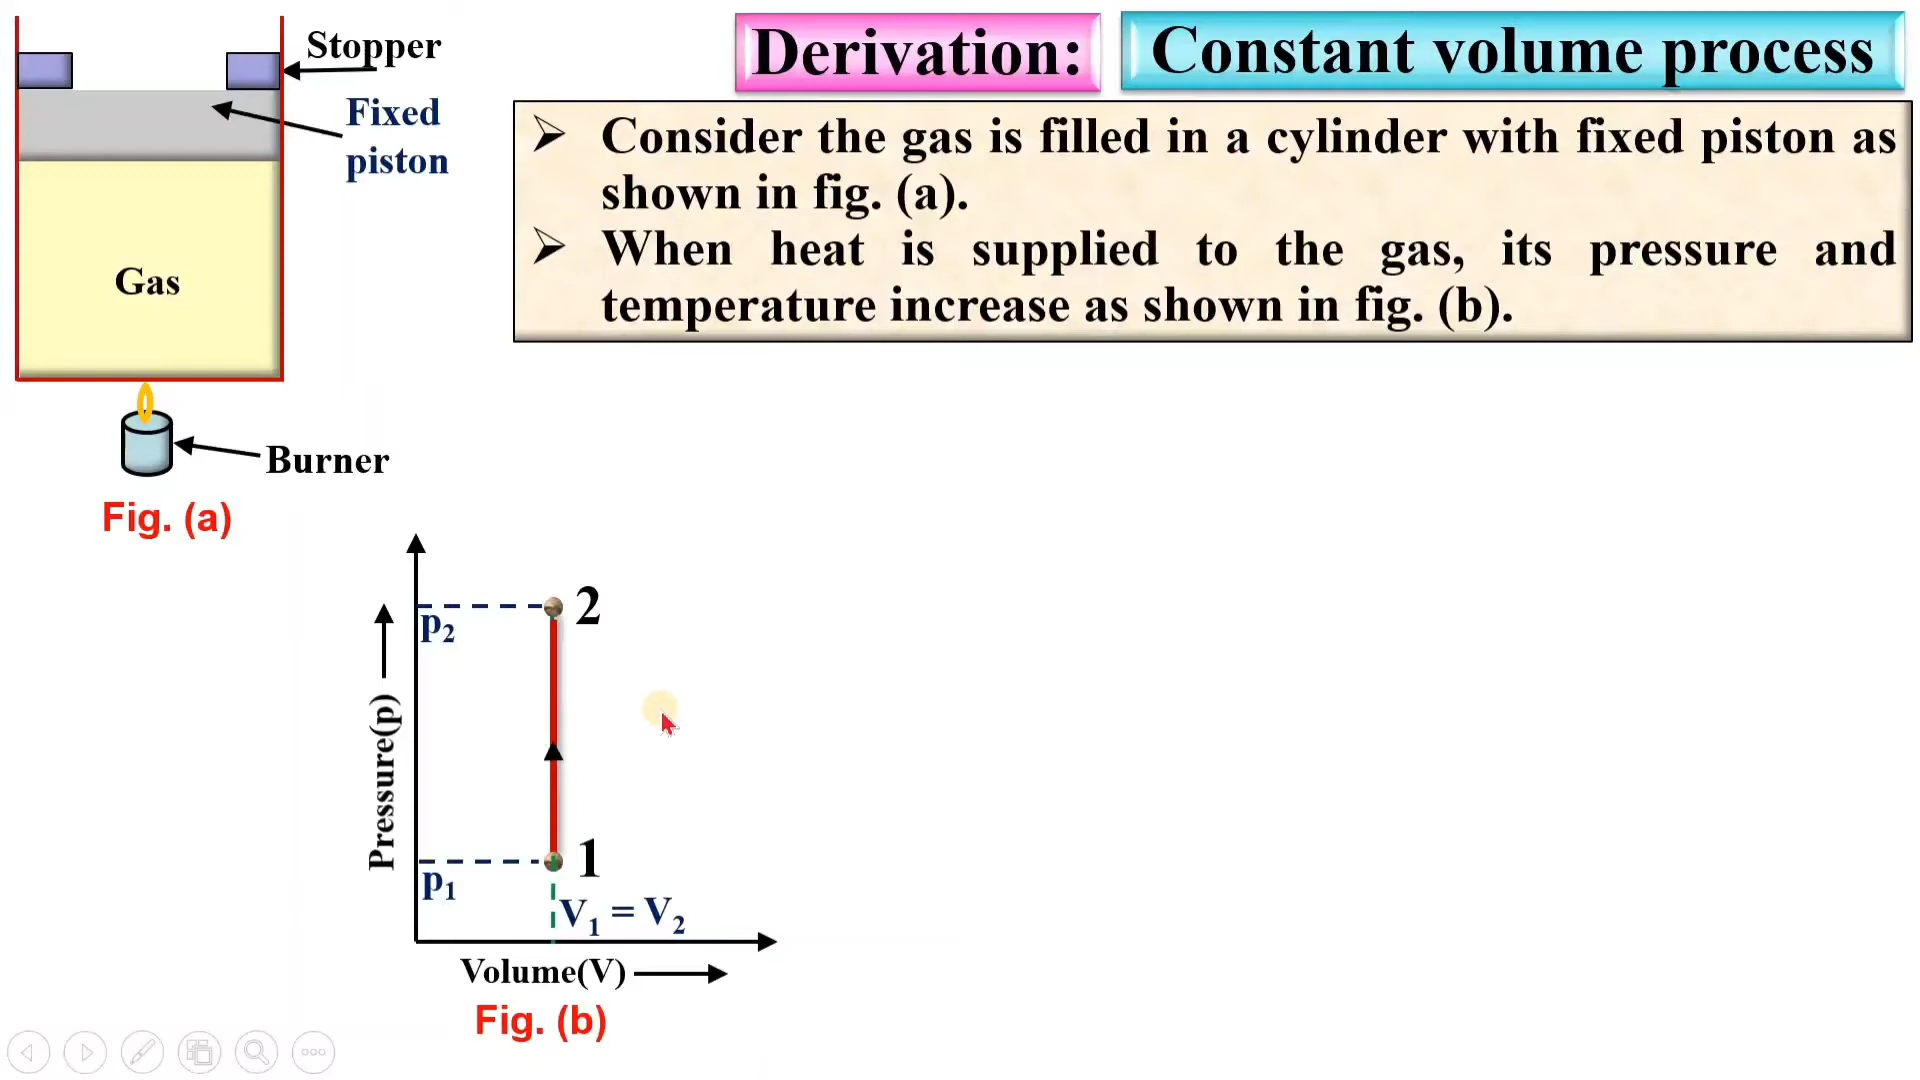 Stopper
Fixed
piston
Gas
Burner
Fig. (a)
Derivation:
Constant volume process
➢ Consider the gas is filled in a cylinder with fixed piston as
shown in fig. (a).
➢ When heat is supplied to the gas, its pressure and
temperature increase as shown in fig. (b).
2
p₂
Pressure(p)
1
p₁
V₁ = V₂
Volume(V)
Fig. (b)